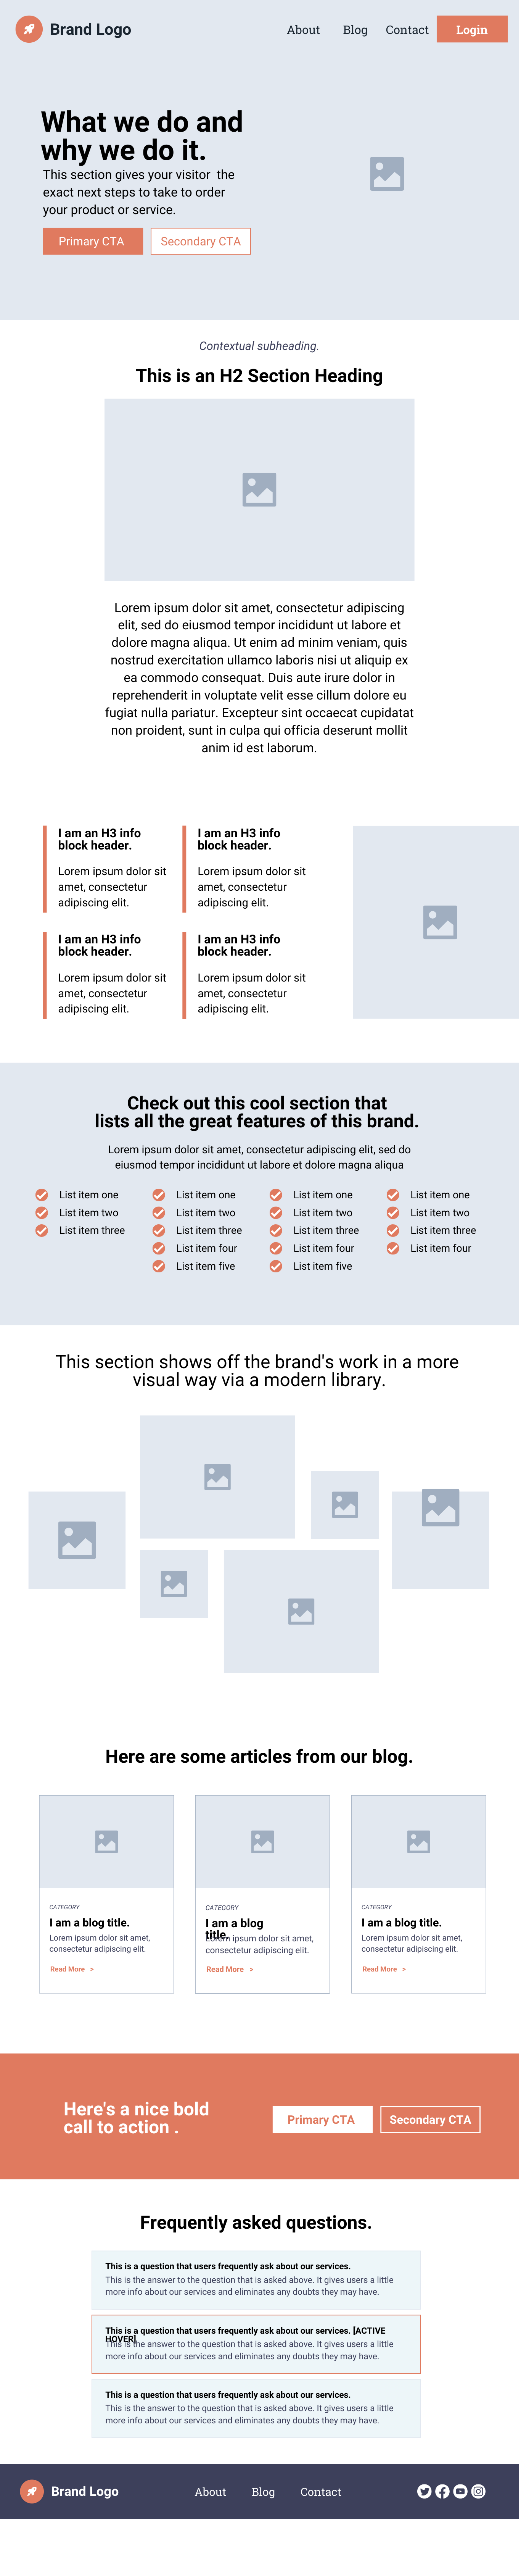 Brand Logo
About
Blog
Contact
Login
What we do and
why we do it.
This section gives your visitor the
exact next steps to take to order
your product or service.
Primary CTA
Secondary CTA
Contextual subheading.
This is an H2 Section Heading
Lorem ipsum dolor sit amet, consectetur adipiscing
elit, sed do eiusmod tempor incididunt ut labore et
dolore magna aliqua. Ut enim ad minim veniam, quis
nostrud exercitation ullamco laboris nisi ut aliquip ex
ea commodo consequat. Duis aute irure dolor in
reprehenderit in voluptate velit esse cillum dolore eu
fugiat nulla pariatur. Excepteur sint occaecat cupidatat
non proident, sunt in culpa qui officia deserunt mollit
anim id est laborum.
I am an H3 info
block header.
Lorem ipsum dolor sit
amet, consectetur
adipiscing elit.
I am an H3 info
block header.
Lorem ipsum dolor sit
amet, consectetur
adipiscing elit.
I am an H3 info
block header.
Lorem ipsum dolor sit
amet, consectetur
adipiscing elit.
I am an H3 info
block header.
Lorem ipsum dolor sit
amet, consectetur
adipiscing elit.
Check out this cool section that
lists all the great features of this brand.
Lorem ipsum dolor sit amet, consectetur adipiscing elit, sed do
eiusmod tempor incididunt ut labore et dolore magna aliqua
List item one
List item two
List item three
List item one
List item two
List item three
List item four
List item five
List item one
List item two
List item three
List item four
List item five
List item one
List item two
List item three
List item four
This section shows off the brand's work in a more
visual way via a modern library.
Here are some articles from our blog.
CATEGORY
I am a blog title.
Lorem ipsum dolor sit amet,
consectetur adipiscing elit.
Read More >
CATEGORY
I am a blog
title.
Lorem ipsum dolor sit amet,
consectetur adipiscing elit.
Read More >
CATEGORY
I am a blog title.
Lorem ipsum dolor sit amet,
consectetur adipiscing elit.
Read More >
Here's a nice bold
call to action .
Primary CTA
Secondary CTA
Frequently asked questions.
This is a question that users frequently ask about our services.
This is the answer to the question that is asked above. It gives users a little
more info about our services and eliminates any doubts they may have.
This is a question that users frequently ask about our services. [ACTIVE
HOVER]
This is the answer to the question that is asked above. It gives users a little
more info about our services and eliminates any doubts they may have.
This is a question that users frequently ask about our services.
This is the answer to the question that is asked above. It gives users a little
more info about our services and eliminates any doubts they may have.
Brand Logo
About
Blog
Contact